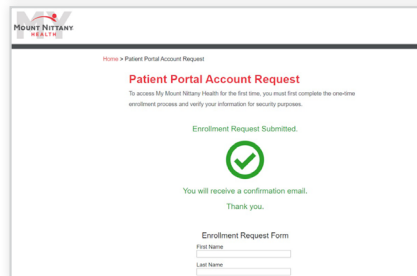 MY
MOUNT NITTANY
HEALTH
Home > Patient Portal Account Request
Patient Portal Account Request
To access My Mount Nittany Health for the first time, you must first complete the one-time
enrollment process and verify your information for security purposes.
Enrollment Request Submitted.
You will receive a confirmation email.
Thank you.
Enrollment Request Form
First Name
Last Name